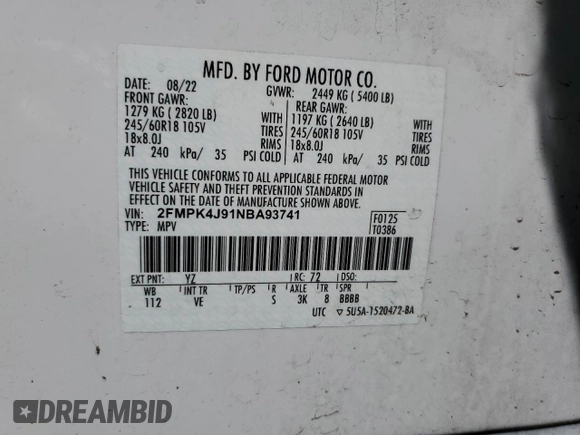 MFD. BY FORD MOTOR CO.
DATE: 08/22 GVWR: 2449 KG ( 5400 LB)
FRONT GAWR: REAR GAWR:
1279 KG ( 2820 LB) WITH 1197 KG ( 2640 LB) WITH
245/60R18 105V TIRES 245/60R18 105V TIRES
18x8.0J RIMS 18x8.0J RIMS
AT 240 kPa/ 35 PSI COLD AT 240 kPa/ 35 PSI COLD
THIS VEHICLE CONFORMS TO ALL APPLICABLE FEDERAL MOTOR
VEHICLE SAFETY AND THEFT PREVENTION STANDARDS IN
EFFECT ON THE DATE OF MANUFACTURE SHOWN ABOVE.
VIN: 2FMPK4J91NBA93741 F0125
TYPE: MPV T0386
EXT PNT: YZ RC: 72 DSO:
WB INT TR TP/PS R AXLE TR SPR
112 VE S 3K 8 BBBB
UTC ▽ 5U5A-1520472-BA
DREAMBID